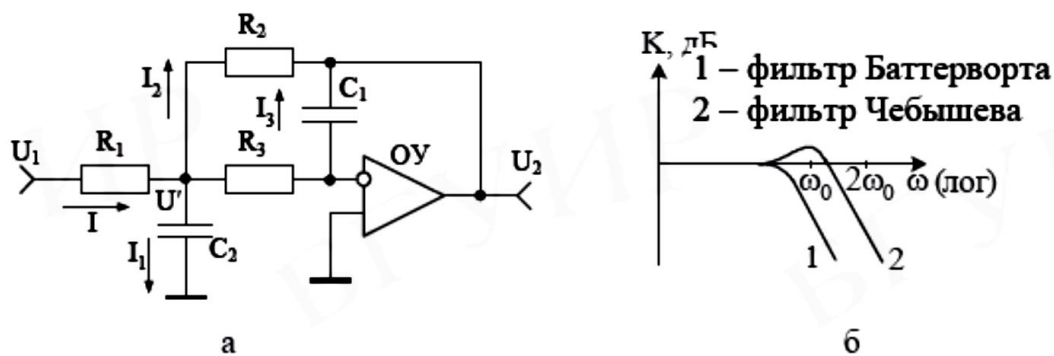 R₂
I₂
I₃
C₁
U₁
R₁
R₃
ОУ
U₂
U'
I
I₁
C₂
а
K, дБ
1 – фильтр Баттерворта
2 – фильтр Чебышева
ω₀
2ω₀
ω (лог)
1
2
б
БГУИР